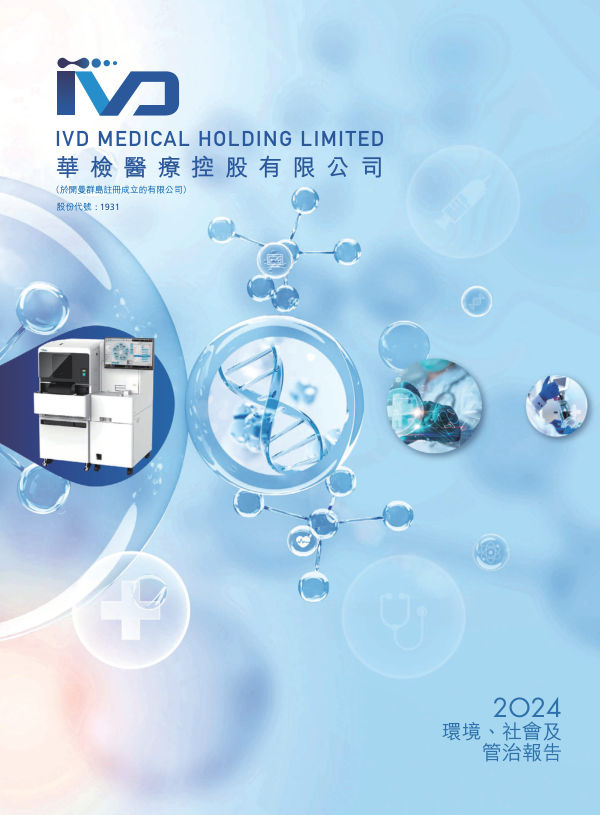 IVD
IVD MEDICAL HOLDING LIMITED
華檢醫療控股有限公司
（於開曼群島註冊成立的有限公司）
股份代號：1931
2024
環境、社會及
管治報告